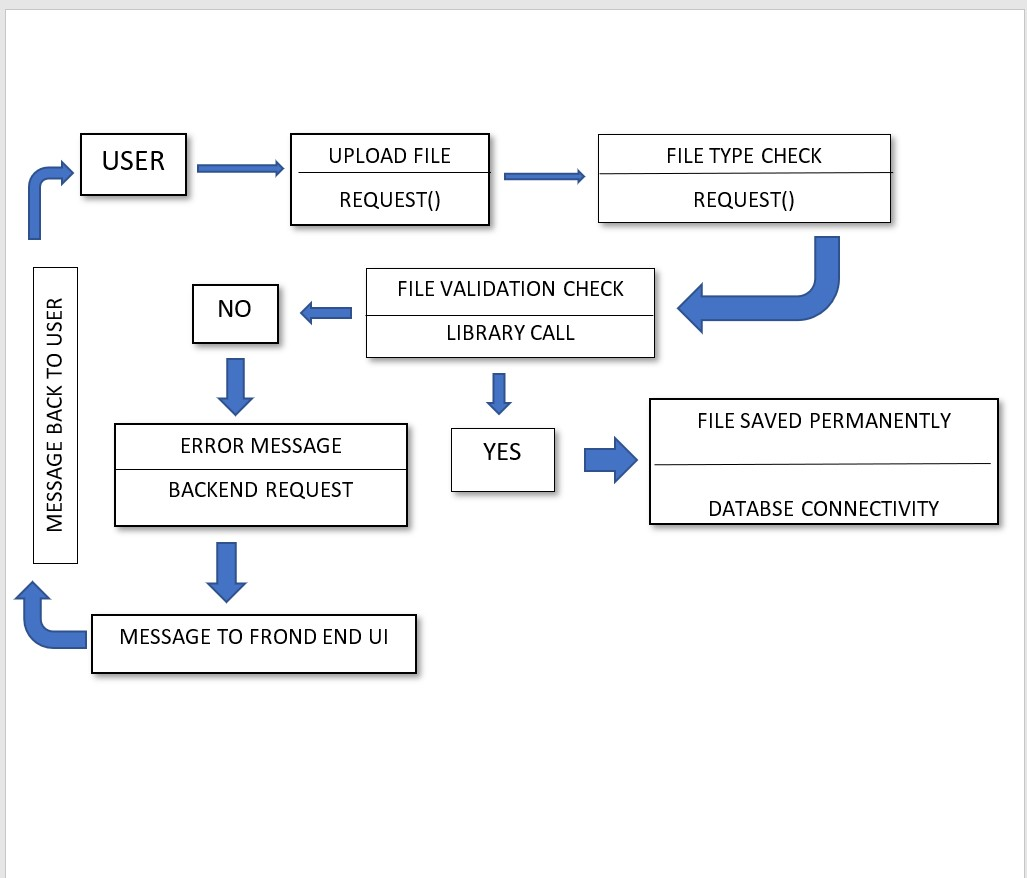 USER
UPLOAD FILE
REQUEST()
FILE TYPE CHECK
REQUEST()
FILE VALIDATION CHECK
LIBRARY CALL
NO
YES
FILE SAVED PERMANENTLY
DATABSE CONNECTIVITY
ERROR MESSAGE
BACKEND REQUEST
MESSAGE TO FROND END UI
MESSAGE BACK TO USER